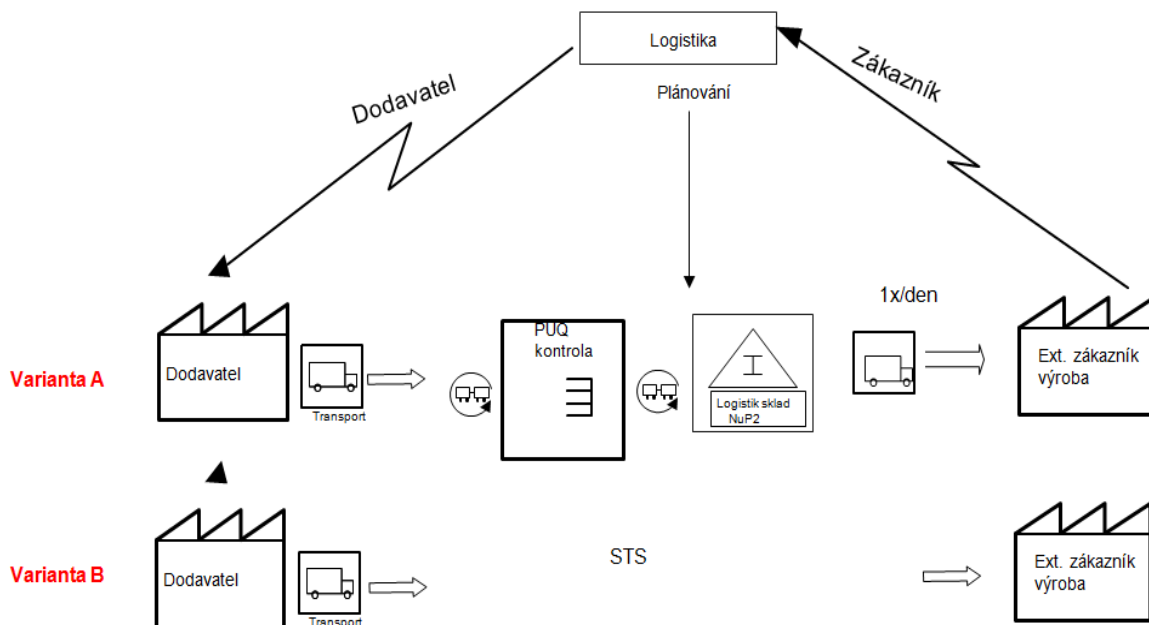 Logistika
Dodavatel
Zákazník
Plánování
1x/den
Varianta A
Dodavatel
Transport
PUQ
kontrola
I
Logistik sklad
NuP2
Ext. zákazník
výroba
Varianta B
Dodavatel
Transport
STS
Ext. zákazník
výroba